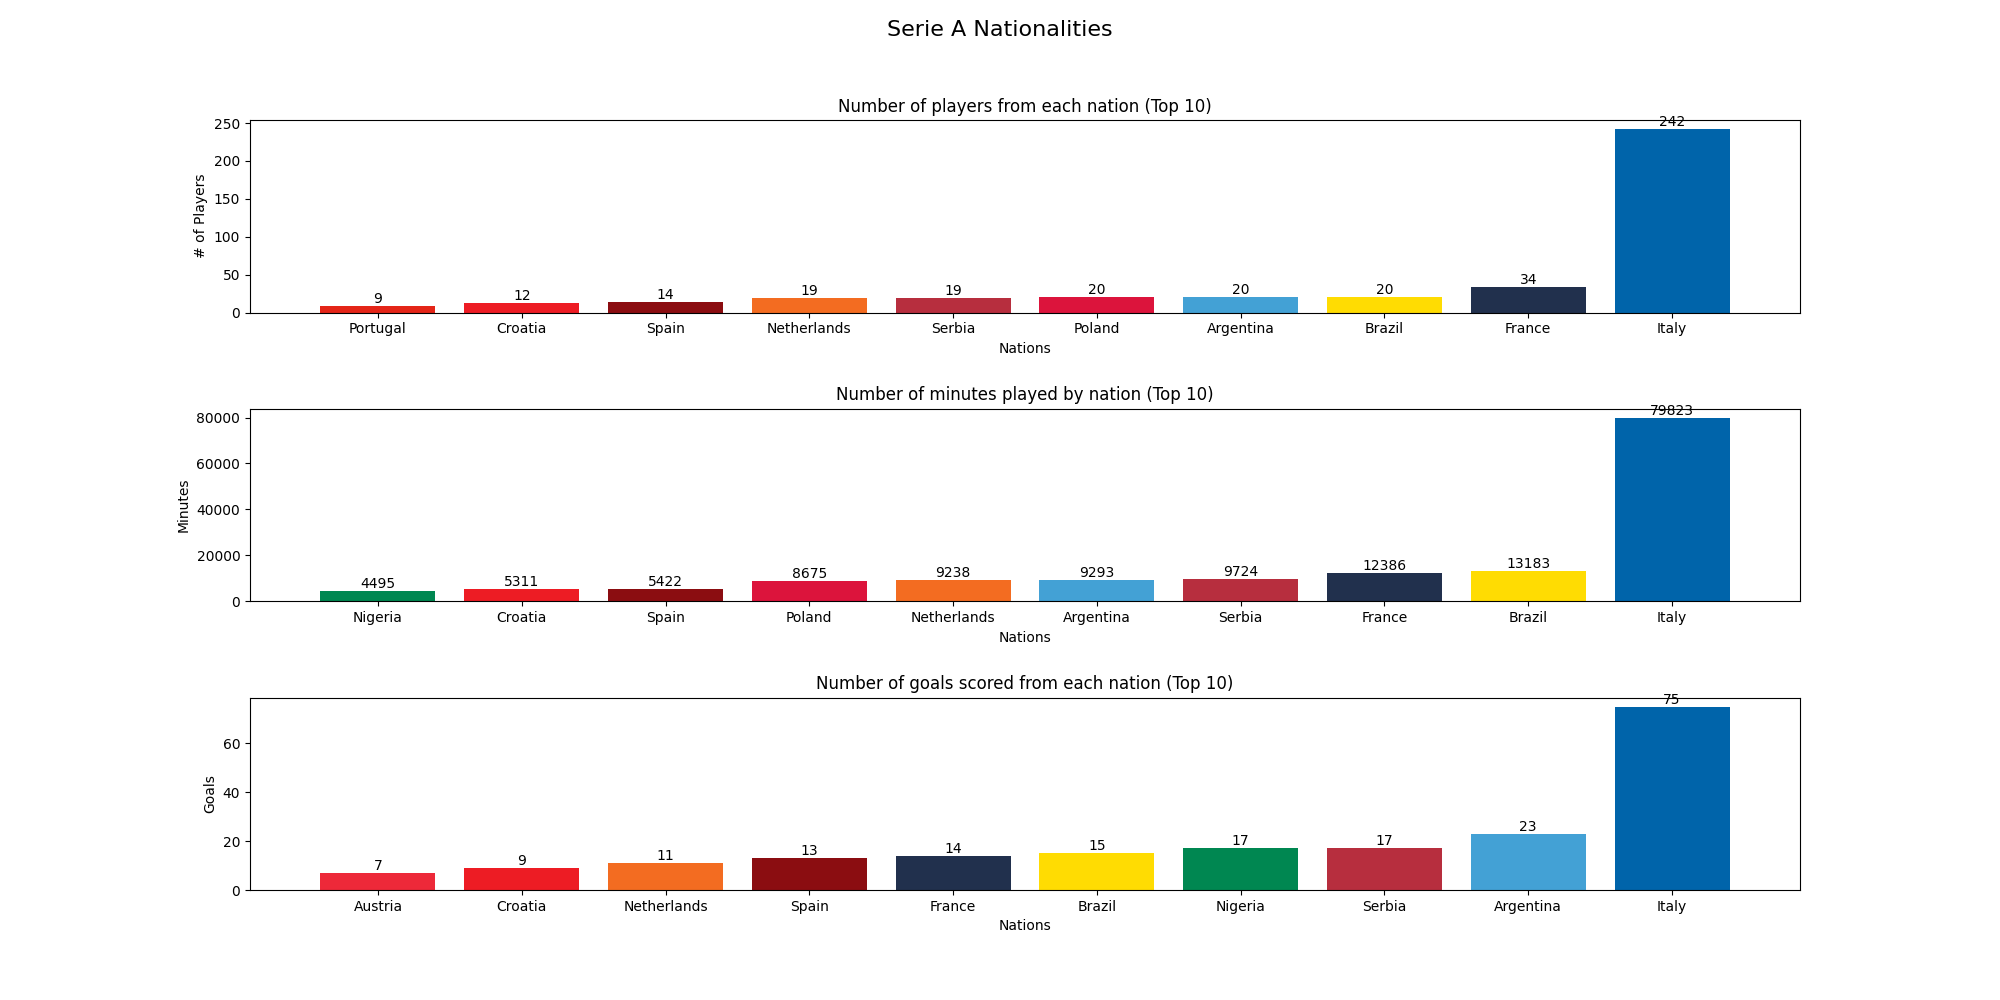 Serie A Nationalities
Number of players from each nation (Top 10)
250
200
150
100
50
0
# of Players
9 12 14 19 19 20 20 20 34 242
Portugal Croatia Spain Netherlands Serbia Poland Argentina Brazil France Italy
Nations
Number of minutes played by nation (Top 10)
80000
60000
40000
20000
0
Minutes
4495 5311 5422 8675 9238 9293 9724 12386 13183 79823
Nigeria Croatia Spain Poland Netherlands Argentina Serbia France Brazil Italy
Nations
Number of goals scored from each nation (Top 10)
60
40
20
0
Goals
7 9 11 13 14 15 17 17 23 75
Austria Croatia Netherlands Spain France Brazil Nigeria Serbia Argentina Italy
Nations